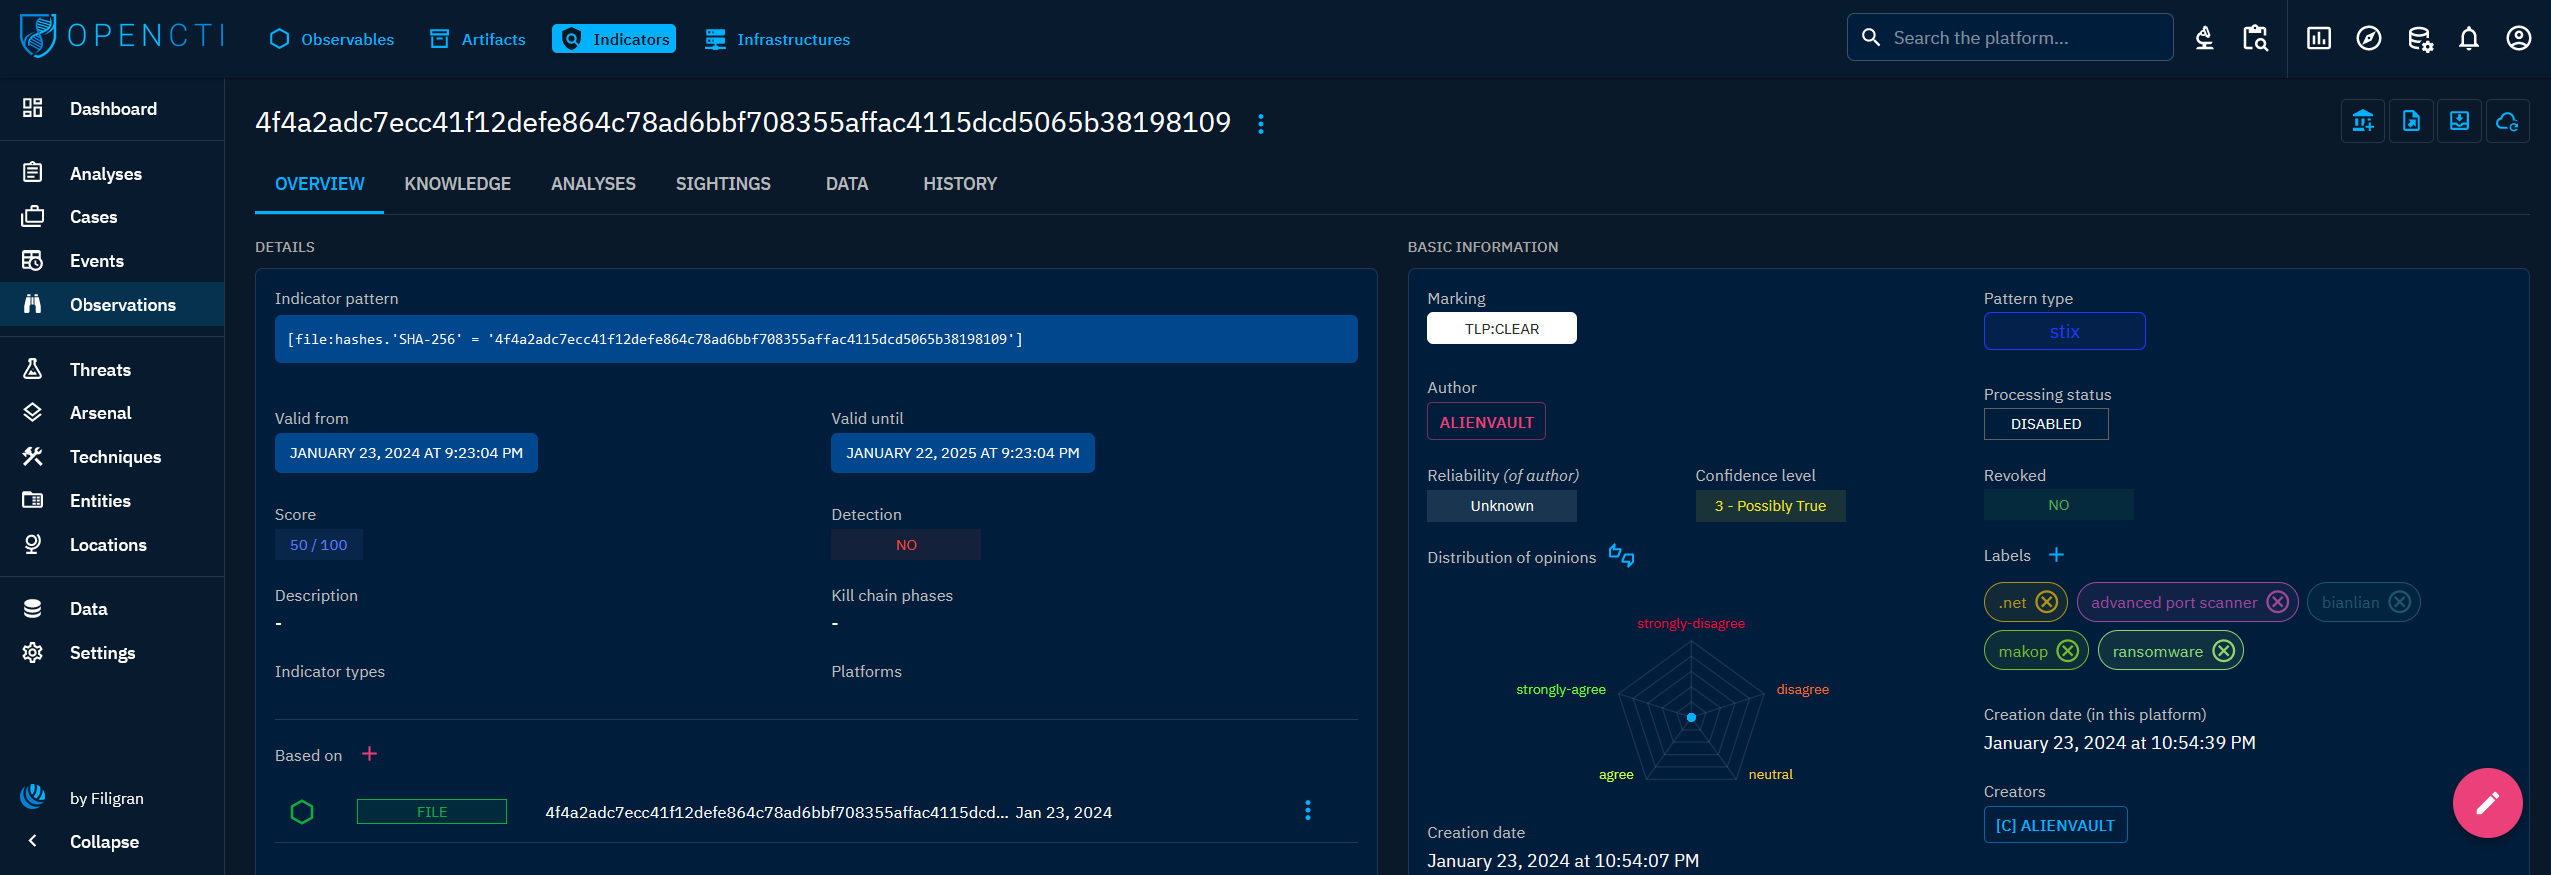 OPENCTI
Observables
Artifacts
Indicators
Infrastructures
Search the platform...
Dashboard
Analyses
Cases
Events
Observations
Threats
Arsenal
Techniques
Entities
Locations
Data
Settings
by Filigran
Collapse
4f4a2adc7ecc41f12defe864c78ad6bbf708355affac4115dcd5065b38198109
OVERVIEW
KNOWLEDGE
ANALYSES
SIGHTINGS
DATA
HISTORY
DETAILS
Indicator pattern
[file:hashes.'SHA-256' = '4f4a2adc7ecc41f12defe864c78ad6bbf708355affac4115dcd5065b38198109']
Valid from
JANUARY 23, 2024 AT 9:23:04 PM
Valid until
JANUARY 22, 2025 AT 9:23:04 PM
Score
50 / 100
Detection
NO
Description
-
Kill chain phases
-
Indicator types
Platforms
Based on
FILE
4f4a2adc7ecc41f12defe864c78ad6bbf708355affac4115dcd... Jan 23, 2024
BASIC INFORMATION
Marking
TLP:CLEAR
Pattern type
stix
Author
ALIENVAULT
Processing status
DISABLED
Reliability (of author)
Unknown
Confidence level
3 - Possibly True
Revoked
NO
Distribution of opinions
strongly-disagree
strongly-agree
disagree
agree
neutral
Labels
.net
advanced port scanner
bianlian
makop
ransomware
Creation date (in this platform)
January 23, 2024 at 10:54:39 PM
Creators
[C] ALIENVAULT
Creation date
January 23, 2024 at 10:54:07 PM